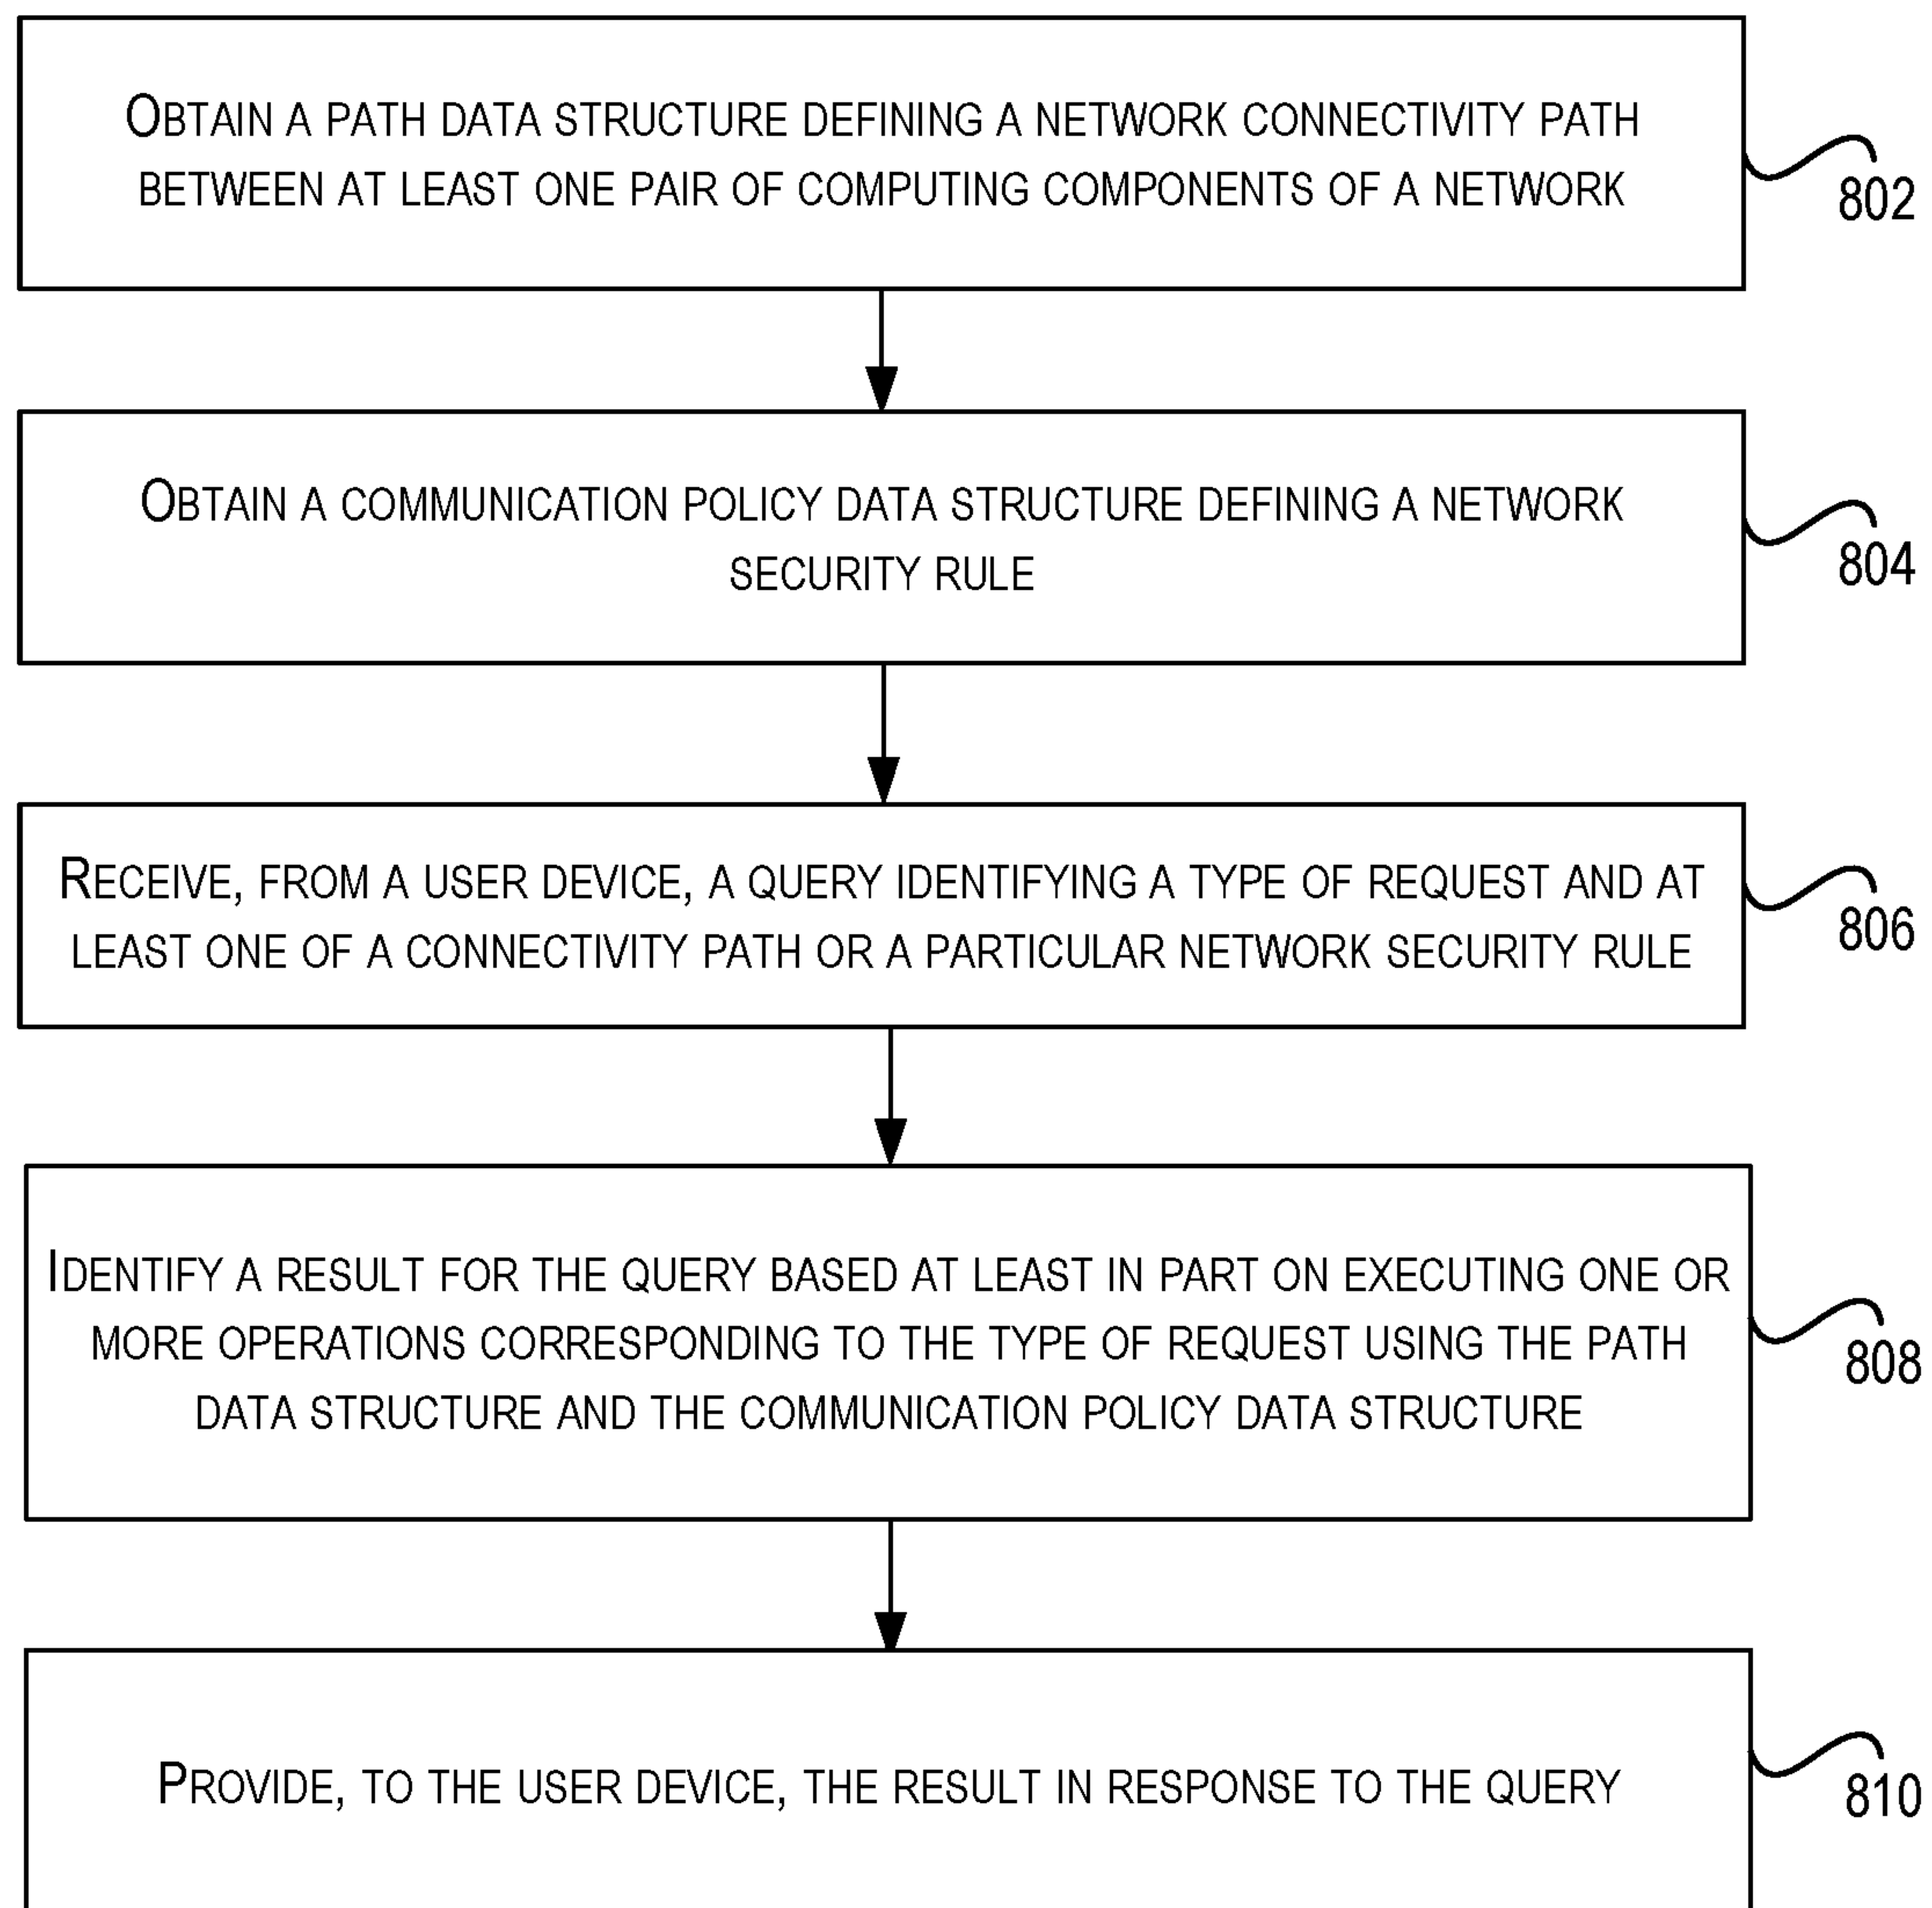 OBTAIN A PATH DATA STRUCTURE DEFINING A NETWORK CONNECTIVITY PATH
BETWEEN AT LEAST ONE PAIR OF COMPUTING COMPONENTS OF A NETWORK
802
OBTAIN A COMMUNICATION POLICY DATA STRUCTURE DEFINING A NETWORK
SECURITY RULE
804
RECEIVE, FROM A USER DEVICE, A QUERY IDENTIFYING A TYPE OF REQUEST AND AT
LEAST ONE OF A CONNECTIVITY PATH OR A PARTICULAR NETWORK SECURITY RULE
806
IDENTIFY A RESULT FOR THE QUERY BASED AT LEAST IN PART ON EXECUTING ONE OR
MORE OPERATIONS CORRESPONDING TO THE TYPE OF REQUEST USING THE PATH
DATA STRUCTURE AND THE COMMUNICATION POLICY DATA STRUCTURE
808
PROVIDE, TO THE USER DEVICE, THE RESULT IN RESPONSE TO THE QUERY
810